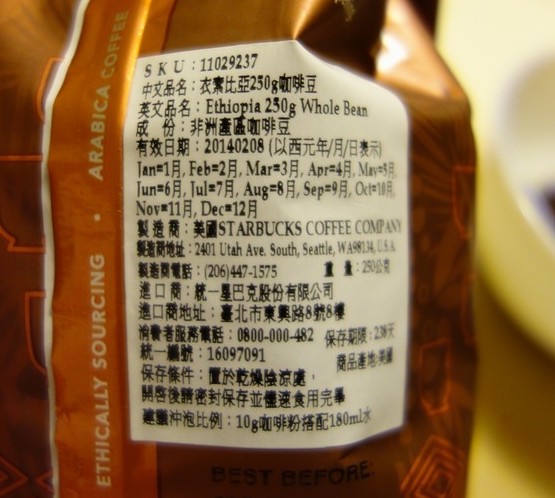 SKU：11029237
中文品名：衣索比亞250g咖啡豆
英文品名：Ethiopia 250g Whole Bean
成 份：非洲產區咖啡豆
有效日期：20140208 (以西元年/月/日表示)
Jan=1月, Feb=2月, Mar=3月, Apr=4月, May=5月,
Jun=6月, Jul=7月, Aug=8月, Sep=9月, Oct=10月,
Nov=11月, Dec=12月
製 造 商：美國STARBUCKS COFFEE COMPANY
製造商地址：2401 Utah Ave. South, Seattle, WA98134, U.S.A.
製造商電話：(206)447-1575 重 量：250公克
進 口 商：統一星巴克股份有限公司
進口商地址：臺北市東興路8號8樓
消費者服務電話：0800-000-482 保存期限：238天
統一編號：16097091 商品產地:美國
保存條件：置於乾燥陰涼處，
開啓後請密封保存並儘速食用完畢
建議沖泡比例：10g咖啡粉搭配180ml水
ETHICALLY SOURCING • ARABICA COFFEE
BEST BEFORE: